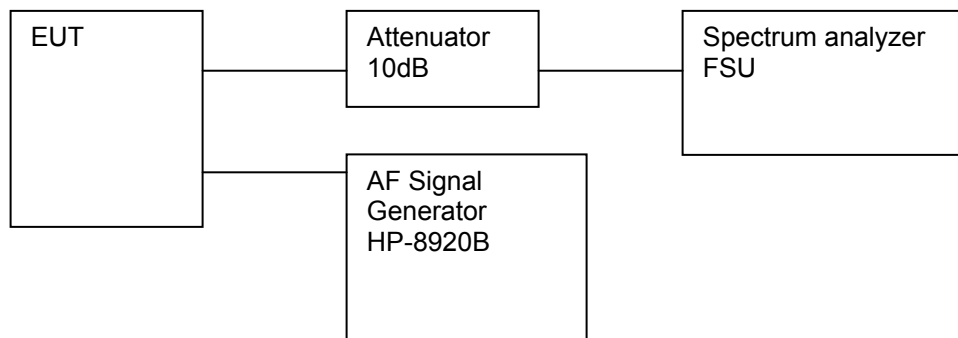 EUT
Attenuator
10dB
Spectrum analyzer
FSU
AF Signal
Generator
HP-8920B